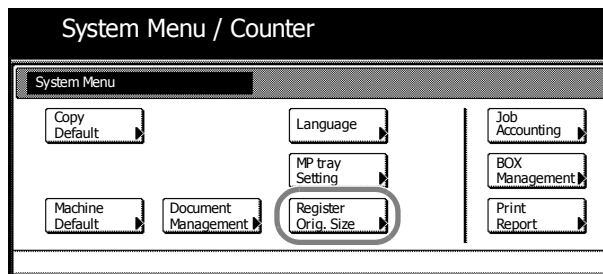 System Menu / Counter
System Menu
Copy
Default
Language
Job
Accounting
MP tray
Setting
BOX
Management
Machine
Default
Document
Management
Register
Orig. Size
Print
Report